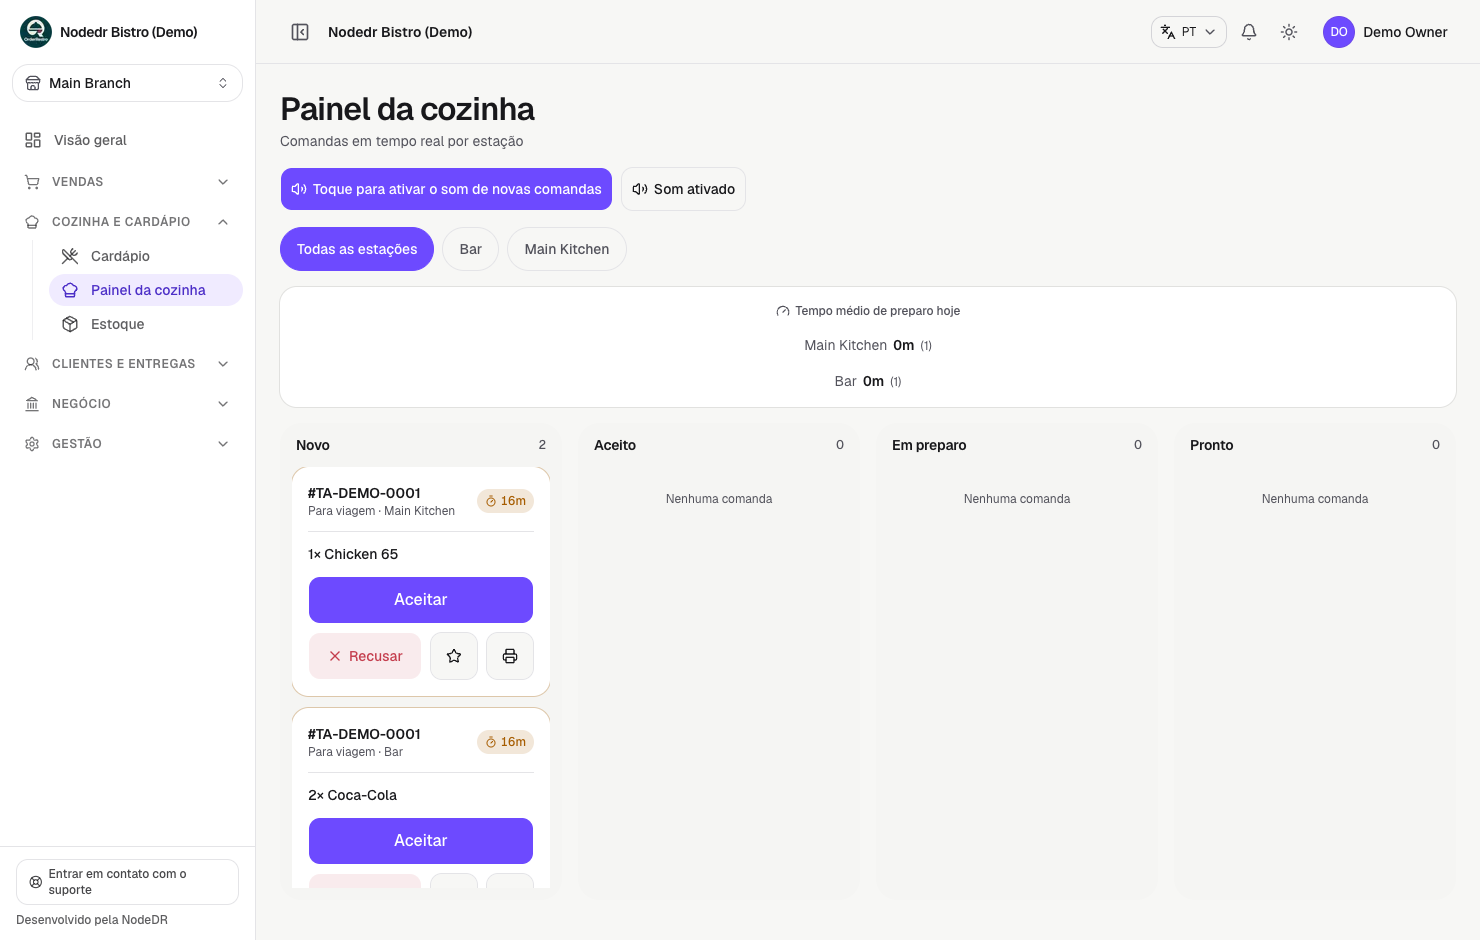 Nodedr Bistro (Demo)
Main Branch
Visão geral
VENDAS
COZINHA E CARDÁPIO
Cardápio
Painel da cozinha
Estoque
CLIENTES E ENTREGAS
NEGÓCIO
GESTÃO
Entrar em contato com o
suporte
Desenvolvido pela NodeDR
Nodedr Bistro (Demo)
PT
DO
Demo Owner
Painel da cozinha
Comandas em tempo real por estação
Toque para ativar o som de novas comandas
Som ativado
Todas as estações
Bar
Main Kitchen
Tempo médio de preparo hoje
Main Kitchen 0m (1)
Bar 0m (1)
Novo 2
#TA-DEMO-0001
16m
Para viagem · Main Kitchen
1× Chicken 65
Aceitar
Recusar
#TA-DEMO-0001
16m
Para viagem · Bar
2× Coca-Cola
Aceitar
Aceito 0
Nenhuma comanda
Em preparo 0
Nenhuma comanda
Pronto 0
Nenhuma comanda